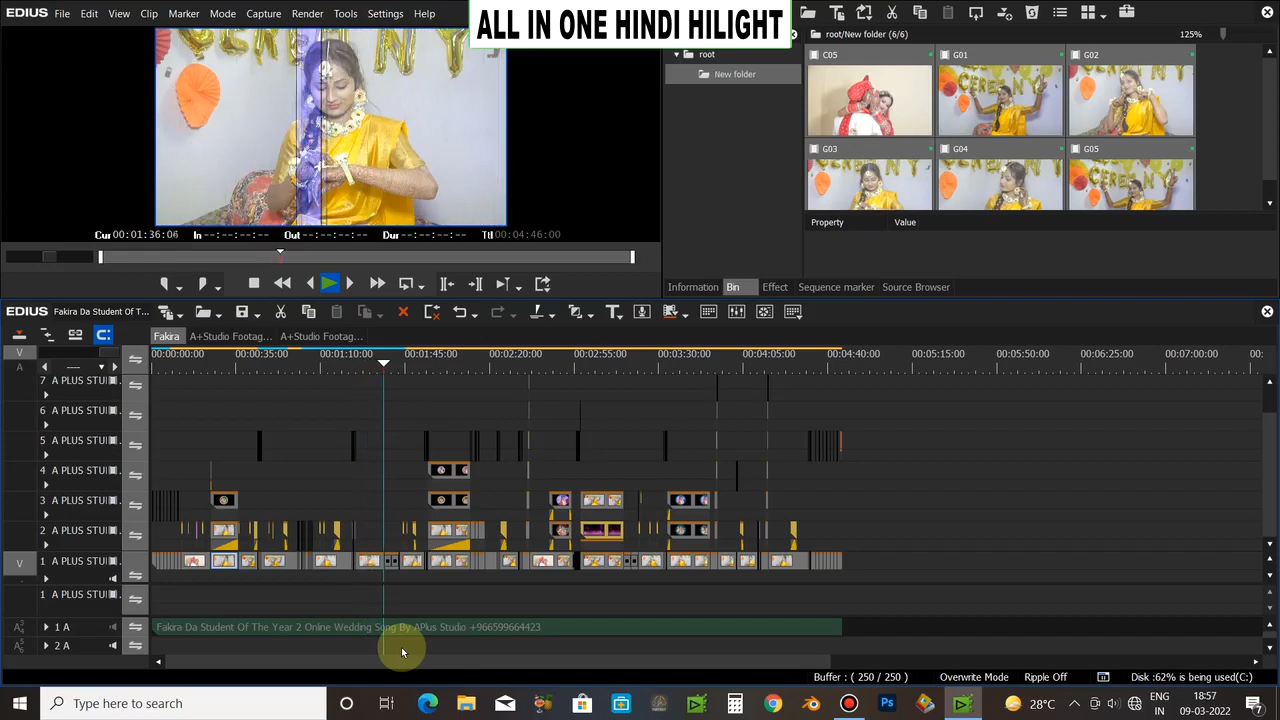 EDIUS File Edit View Clip Marker Mode Capture Render Tools Settings Help
ALL IN ONE HINDI HILIGHT
root/New folder (6/6) 125%
root
New folder
C05 G01 G02
G03 G04 G05
Property Value
Cur 00:01:36:06 In --:--:--:-- Out --:--:--:-- Dur --:--:--:-- Ttl 00:04:46:00
Information Bin Effect Sequence marker Source Browser
EDIUS Fakira Da Student Of T...
Fakira A+Studio Footag... A+Studio Footag...
V
A
00:00:00:00 00:00:35:00 00:01:10:00 00:01:45:00 00:02:20:00 00:02:55:00 00:03:30:00 00:04:05:00 00:04:40:00 00:05:15:00 00:05:50:00 00:06:25:00 00:07:00:00 00:
7 A PLUS STUI
6 A PLUS STUI
5 A PLUS STUI
4 A PLUS STUI
3 A PLUS STUI
2 A PLUS STUI
V 1 A PLUS STUI
1 A PLUS STUI
1 A Fakira Da Student Of The Year 2 Online Wedding Song By APlus Studio +966599664423
2 A
Buffer : ( 250 / 250 ) Overwrite Mode Ripple Off Disk :62% is being used(C:)
Type here to search
28°C ENG 18:57
IN 09-03-2022